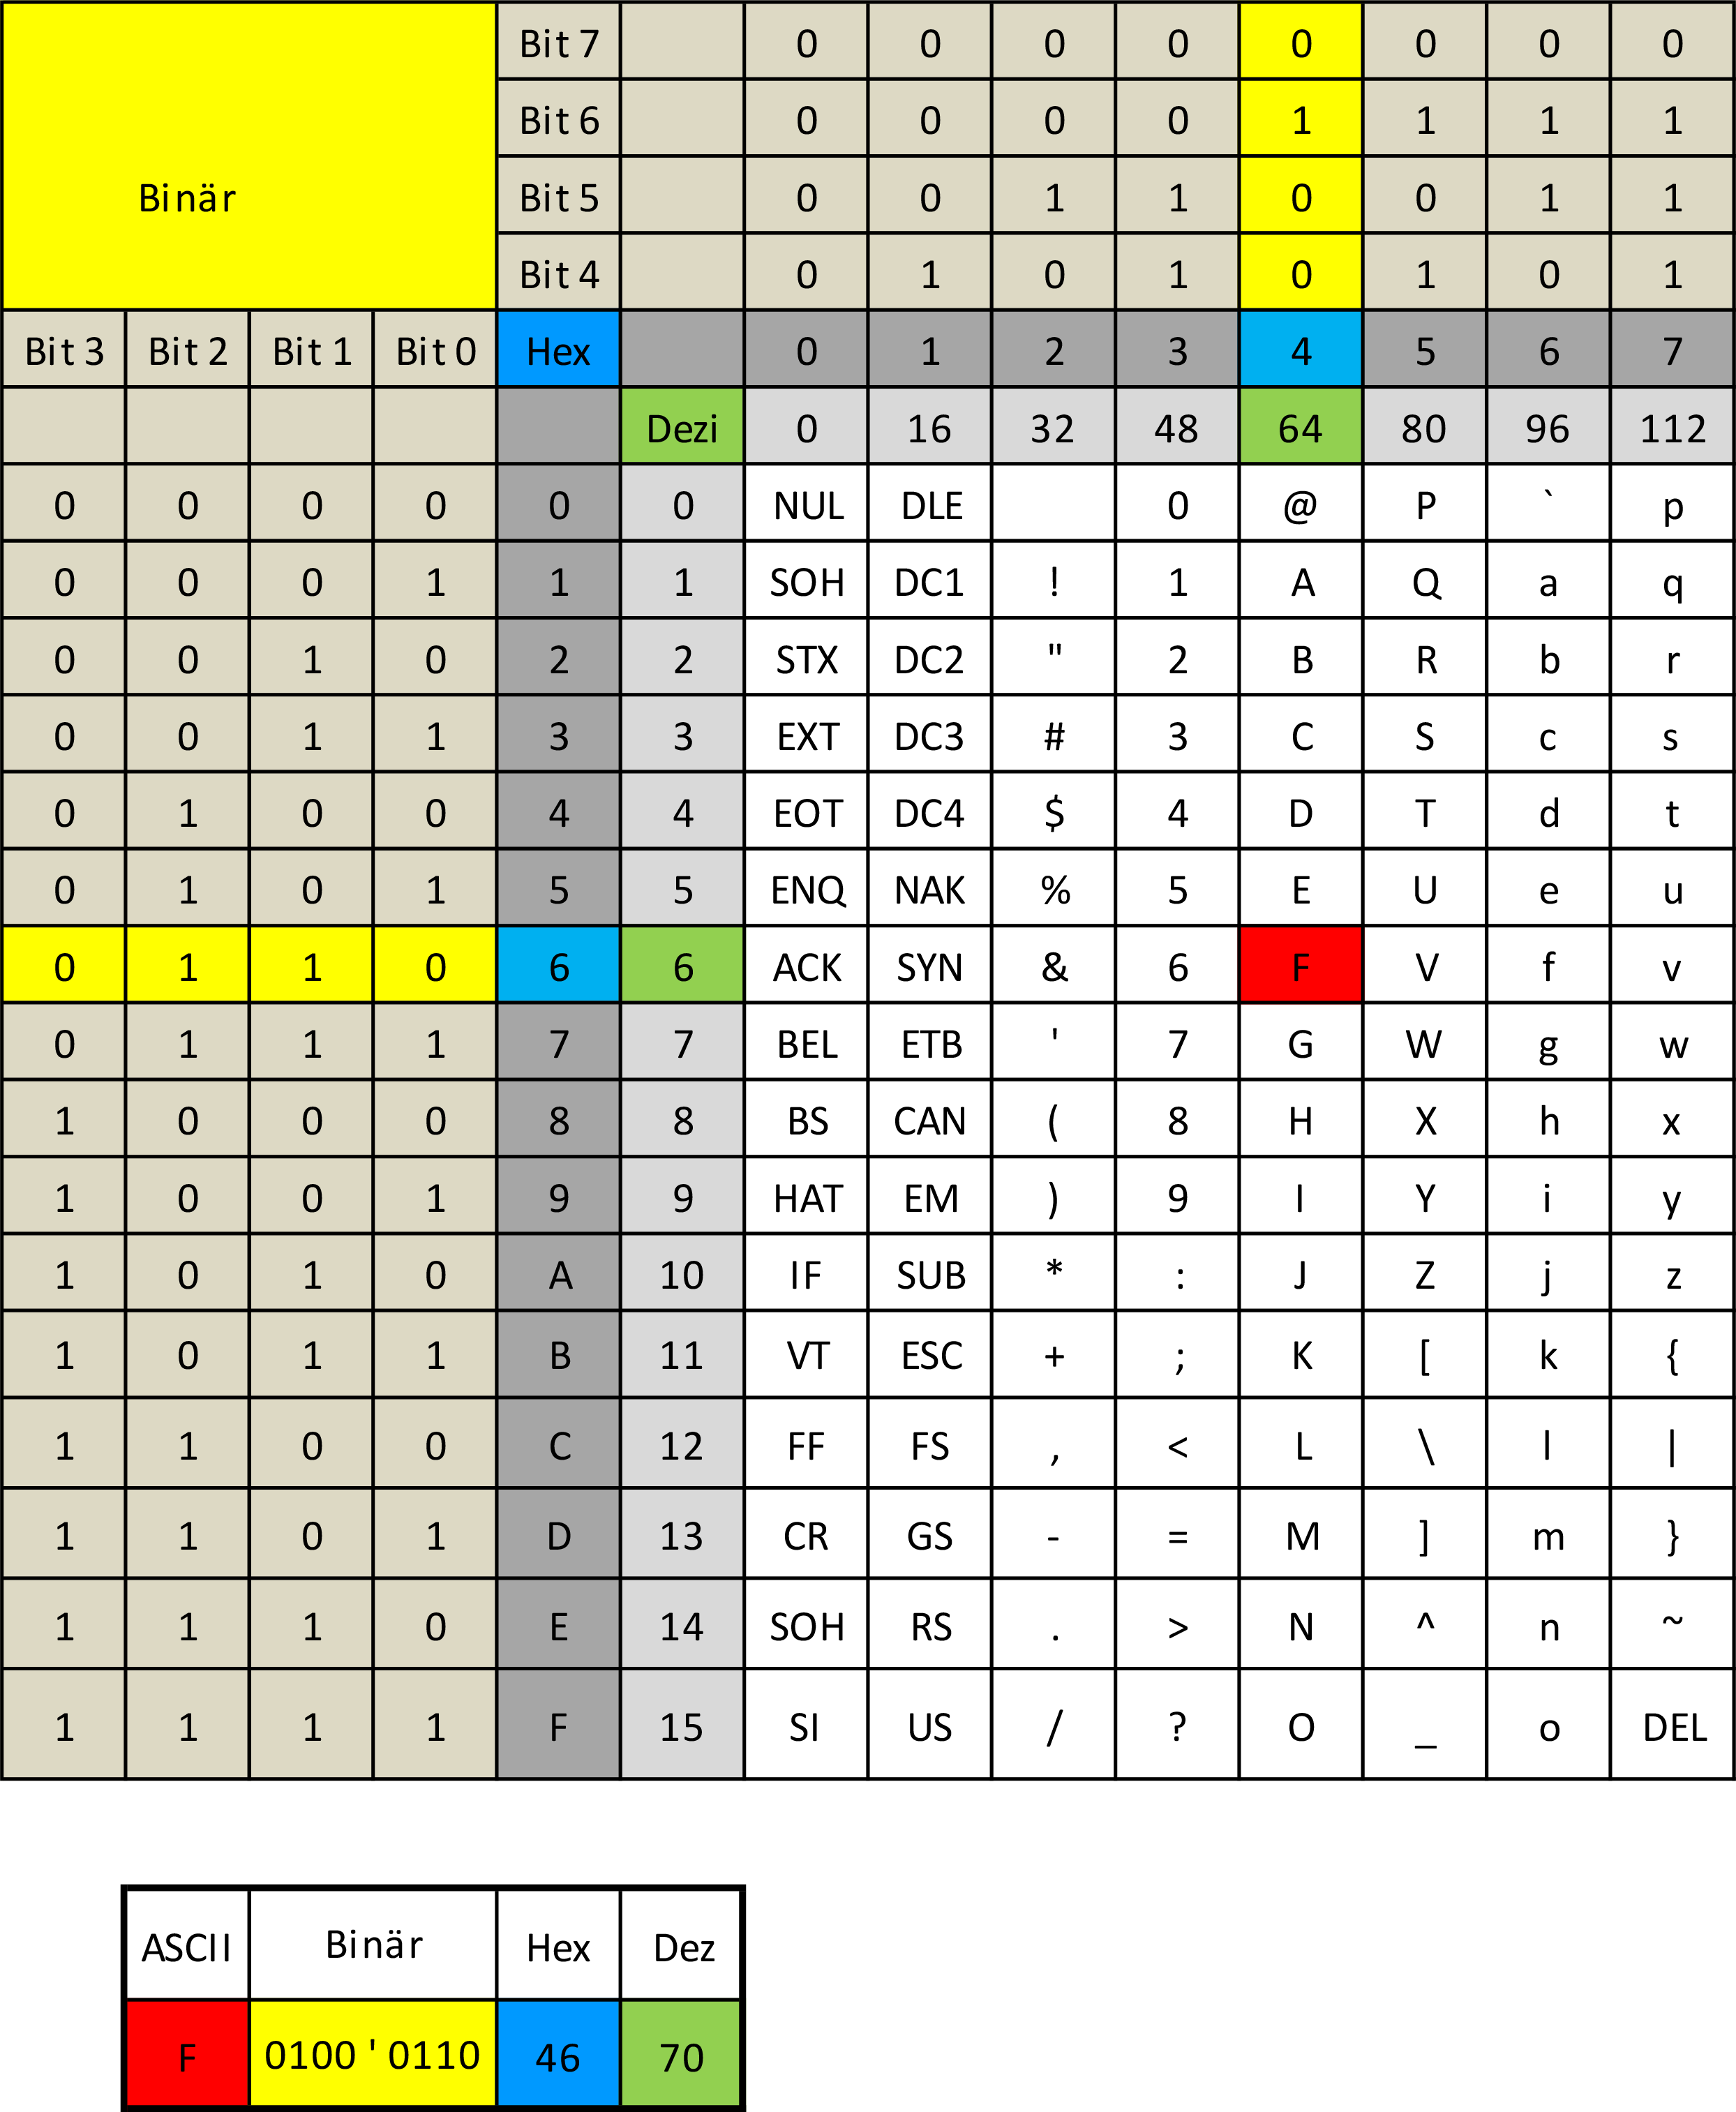 Bit 7 0 0 0 0 0 0 0 0
Bit 6 0 0 0 0 1 1 1 1
Binär Bit 5 0 0 1 1 0 0 1 1
Bit 4 0 1 0 1 0 1 0 1
Bit 3 Bit 2 Bit 1 Bit 0 Hex 0 1 2 3 4 5 6 7
Dezi 0 16 32 48 64 80 96 112
0 0 0 0 0 0 NUL DLE 0 @ P ` p
0 0 0 1 1 1 SOH DC1 ! 1 A Q a q
0 0 1 0 2 2 STX DC2 " 2 B R b r
0 0 1 1 3 3 EXT DC3 # 3 C S c s
0 1 0 0 4 4 EOT DC4 $ 4 D T d t
0 1 0 1 5 5 ENQ NAK % 5 E U e u
0 1 1 0 6 6 ACK SYN & 6 F V f v
0 1 1 1 7 7 BEL ETB ' 7 G W g w
1 0 0 0 8 8 BS CAN ( 8 H X h x
1 0 0 1 9 9 HAT EM ) 9 I Y i y
1 0 1 0 A 10 IF SUB * : J Z j z
1 0 1 1 B 11 VT ESC + ; K [ k {
1 1 0 0 C 12 FF FS , < L \ l |
1 1 0 1 D 13 CR GS - = M ] m }
1 1 1 0 E 14 SOH RS . > N ^ n ~
1 1 1 1 F 15 SI US / ? O _ o DEL
ASCII Binär Hex Dez
F 0100 ' 0110 46 70